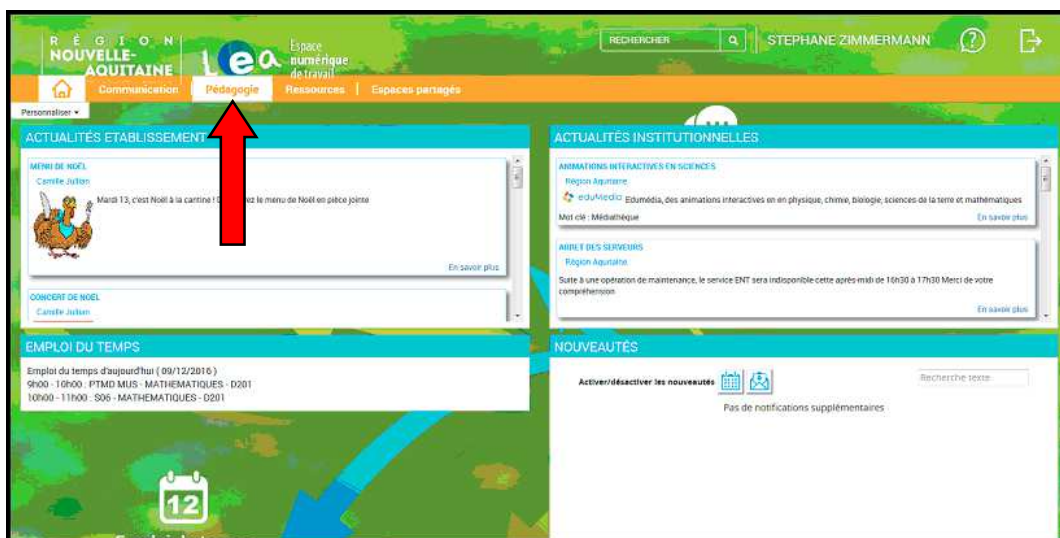 RÉGION
NOUVELLE-
AQUITAINE
Lea
Espace
numérique
de travail
RECHERCHER
STEPHANE ZIMMERMANN
?
Communication Pédagogie Ressources Espaces partagés
Personnaliser
ACTUALITÉS ETABLISSEMENT
MENU DE NOËL
Camille Jullion
Mardi 13, c'est Noël à la cantine ! ez le menu de Noël en pièce jointe
En savoir plus
CONCERT DE NOEL
Camille Jullion
ACTUALITÉS INSTITUTIONNELLES
ANIMATIONS INTERACTIVES EN SCIENCES
Région Aquitaine
eduMedia Edumédia, des animations interactives en en physique, chimie, biologie, sciences de la terre et mathématiques
Mot clé : Médiathèque
En savoir plus
ARRET DES SERVEURS
Région Aquitaine
Suite à une opération de maintenance, le service ENT sera indisponible cette après-midi de 16h30 à 17h30 Merci de votre
compréhension
En savoir plus
EMPLOI DU TEMPS
Emploi du temps d'aujourd'hui ( 09/12/2016 )
9h00 - 10h00 : PTMD MUS - MATHEMATIQUES - D201
10h00 - 11h00 : S06 - MATHEMATIQUES - D201
12
NOUVEAUTÉS
Activer/désactiver les nouveautés
Recherche texte
Pas de notifications supplémentaires